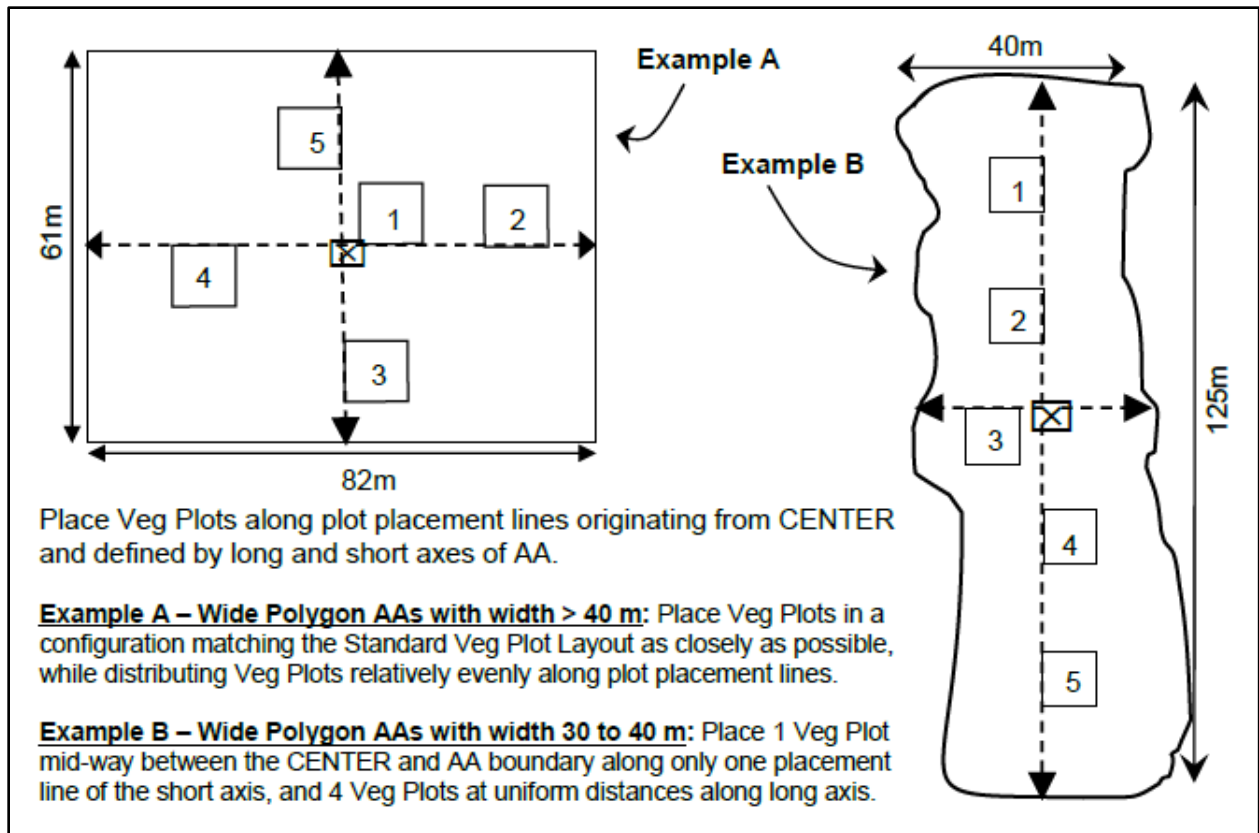 Example A
61m
5
1
2
4
3
82m
Place Veg Plots along plot placement lines originating from CENTER
and defined by long and short axes of AA.
Example A – Wide Polygon AAs with width > 40 m: Place Veg Plots in a
configuration matching the Standard Veg Plot Layout as closely as possible,
while distributing Veg Plots relatively evenly along plot placement lines.
Example B – Wide Polygon AAs with width 30 to 40 m: Place 1 Veg Plot
mid-way between the CENTER and AA boundary along only one placement
line of the short axis, and 4 Veg Plots at uniform distances along long axis.
40m
Example B
1
2
3
4
5
125m